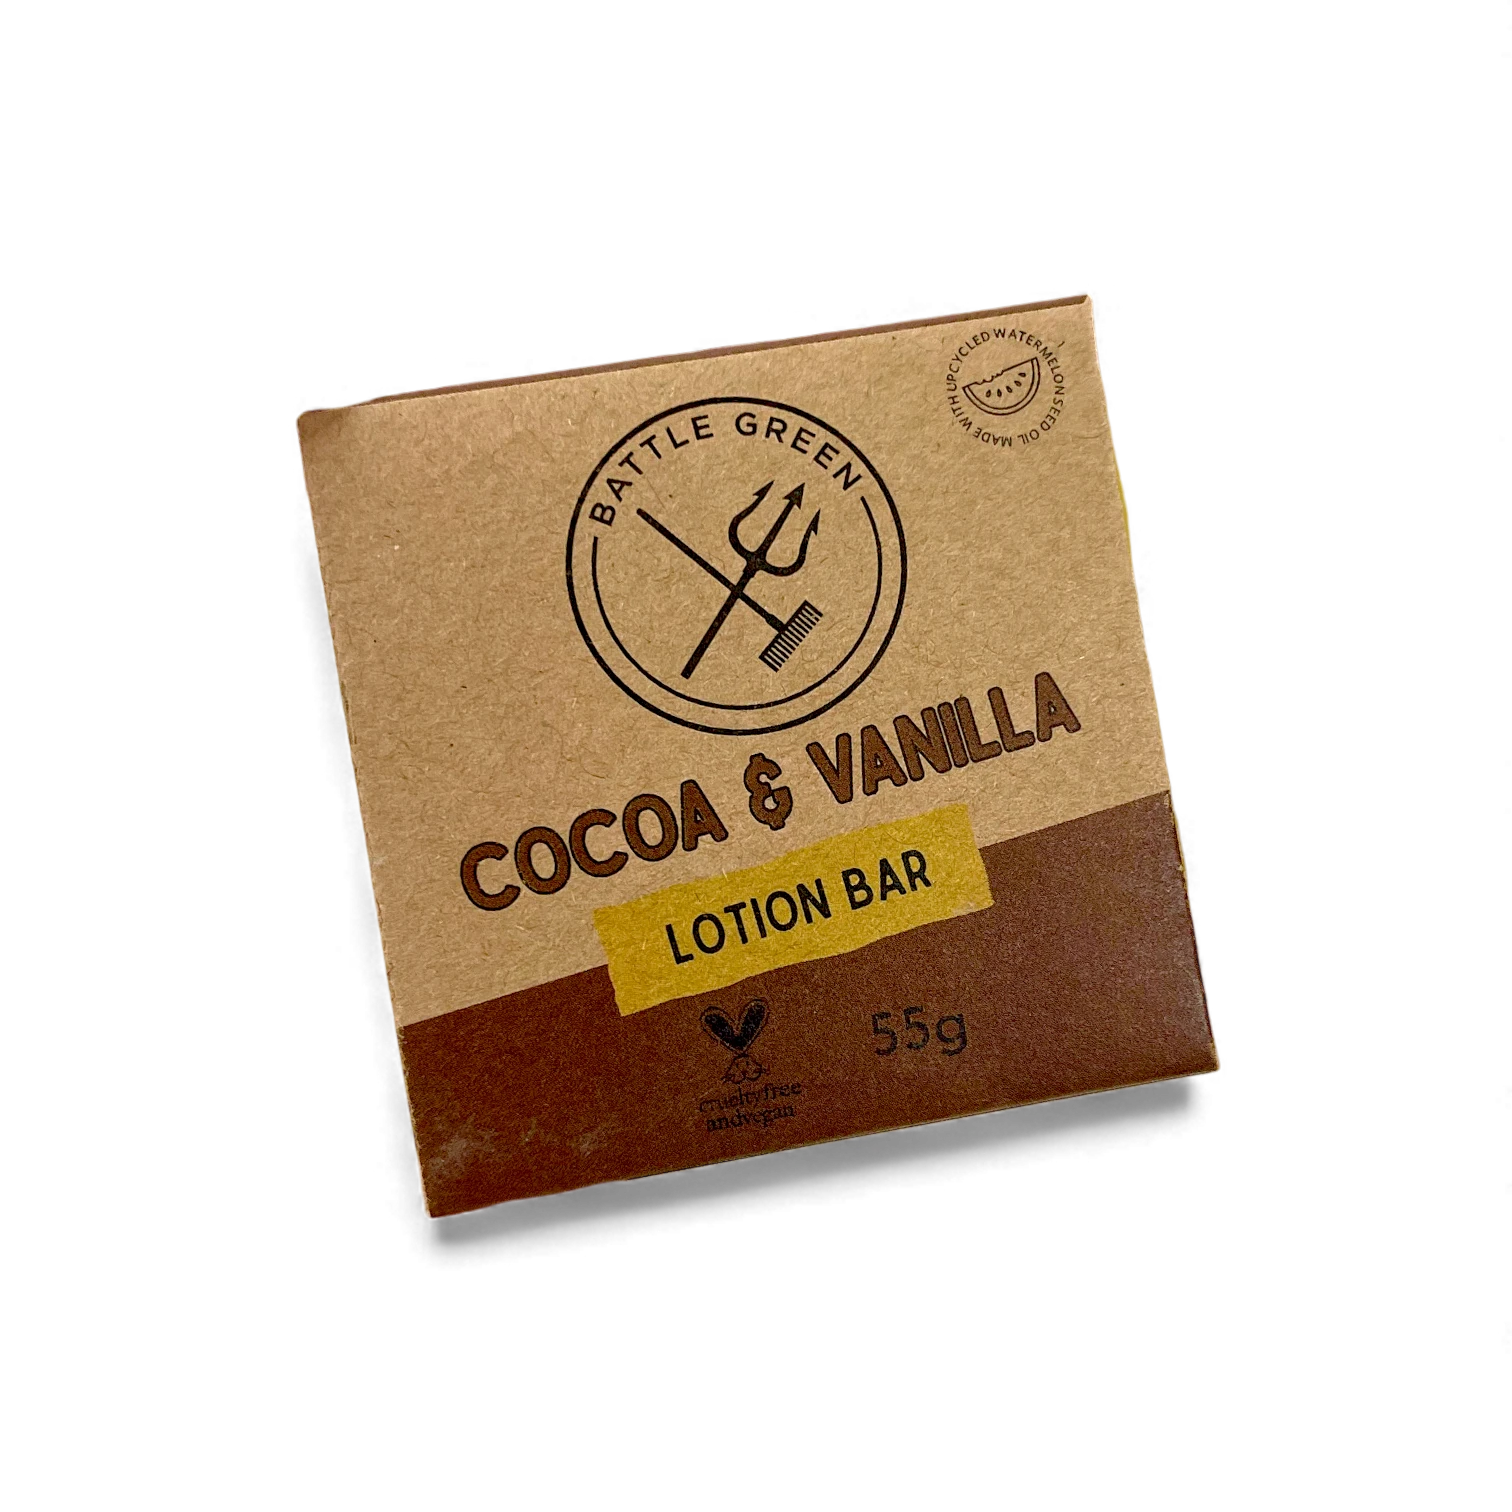 MADE WITH UPCYCLED WATERMELON SEED OIL
BATTLE GREEN
COCOA & VANILLA
LOTION BAR
55g
crueltyfree
andvegan